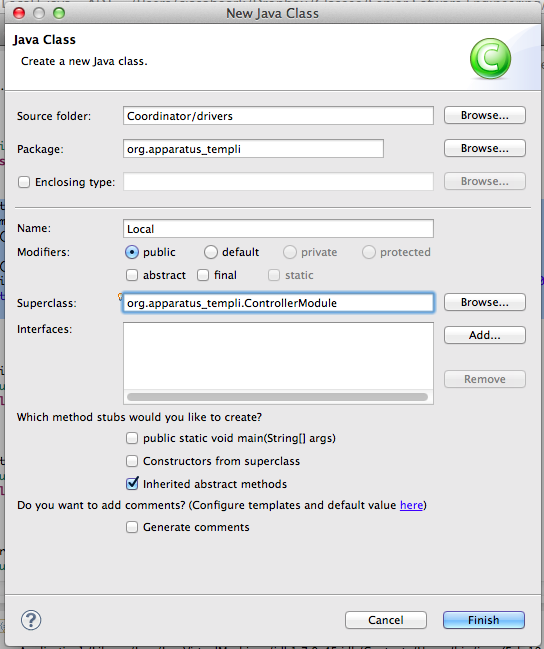 New Java Class
Java Class
Create a new Java class.
C
Source folder: Coordinator/drivers Browse...
Package: org.apparatus_templi Browse...
Enclosing type: Browse...
Name: Local
Modifiers: public default private protected
abstract final static
Superclass: org.apparatus_templi.ControllerModule Browse...
Interfaces: Add...
Remove
Which method stubs would you like to create?
public static void main(String[] args)
Constructors from superclass
Inherited abstract methods
Do you want to add comments? (Configure templates and default value here)
Generate comments
? Cancel Finish